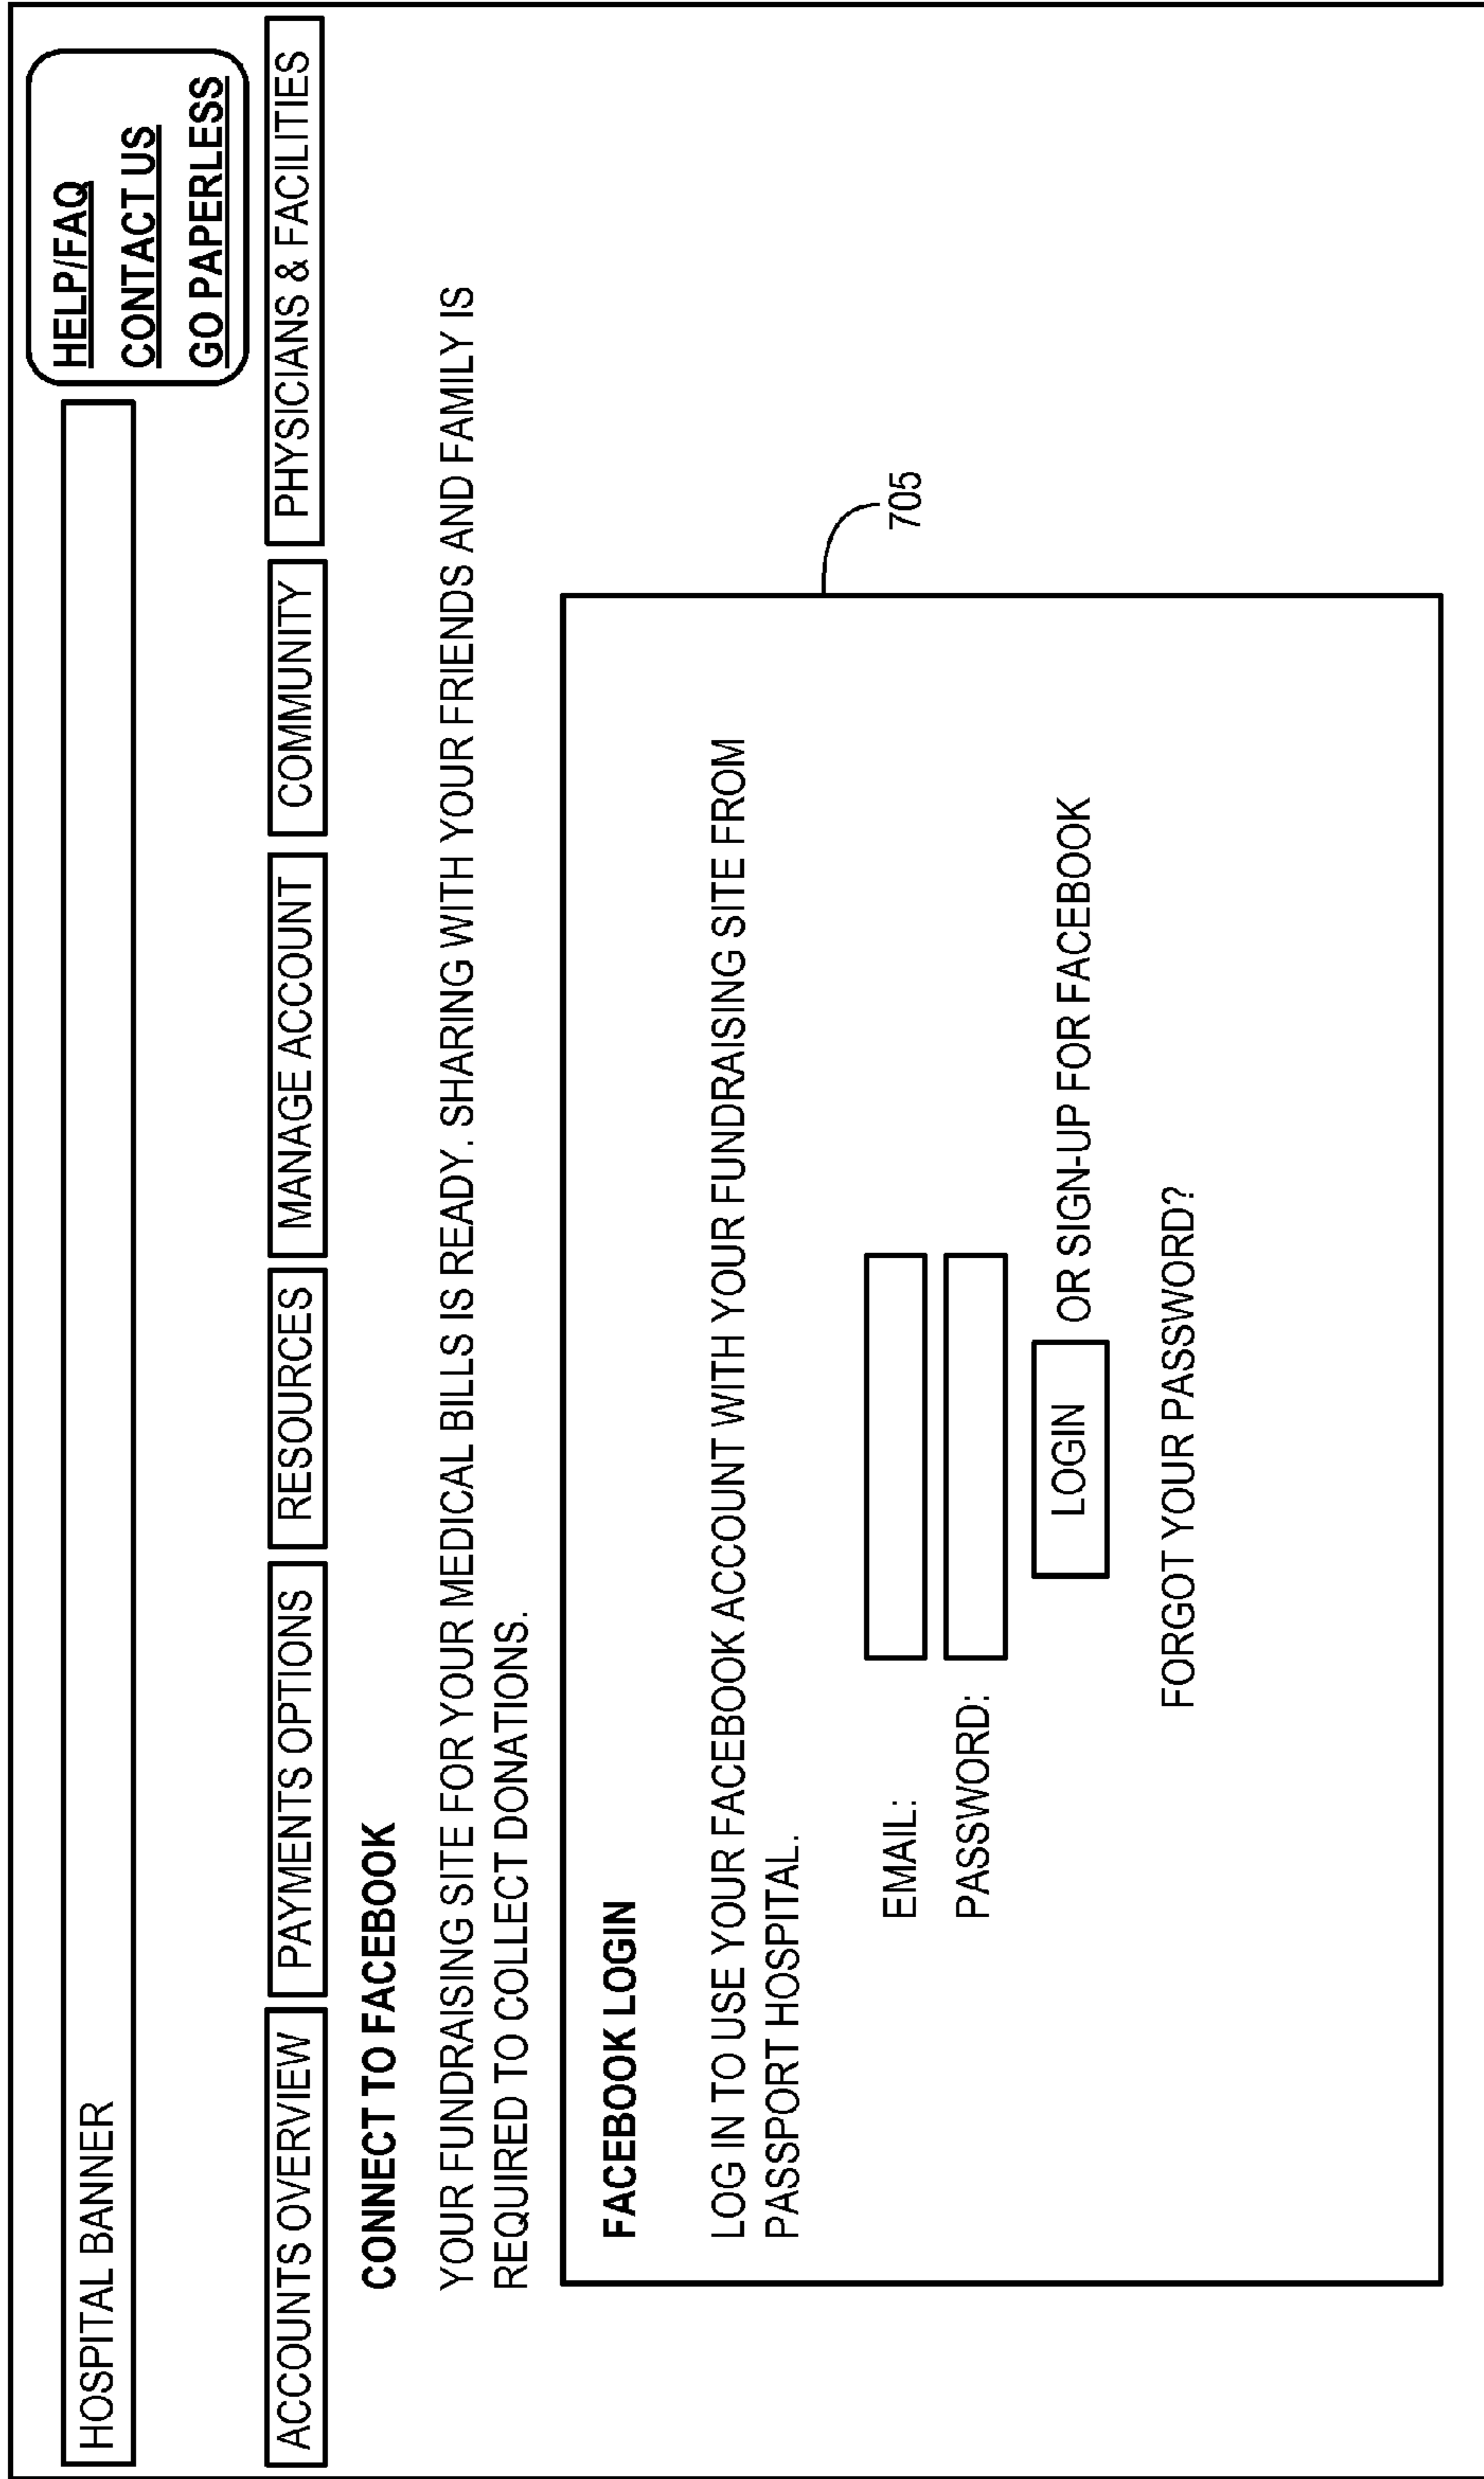 HOSPITAL BANNER
HELP/FAQ
CONTACT US
GO PAPERLESS
ACCOUNTS OVERVIEW
PAYMENTS OPTIONS
RESOURCES
MANAGE ACCOUNT
COMMUNITY
PHYSICIANS & FACILITIES
CONNECT TO FACEBOOK
YOUR FUNDRAISING SITE FOR YOUR MEDICAL BILLS IS READY. SHARING WITH YOUR FRIENDS AND FAMILY IS
REQUIRED TO COLLECT DONATIONS.
FACEBOOK LOGIN
LOG IN TO USE YOUR FACEBOOK ACCOUNT WITH YOUR FUNDRAISING SITE FROM
PASSPORT HOSPITAL.
EMAIL:
PASSWORD:
LOGIN OR SIGN-UP FOR FACEBOOK
FORGOT YOUR PASSWORD?
705